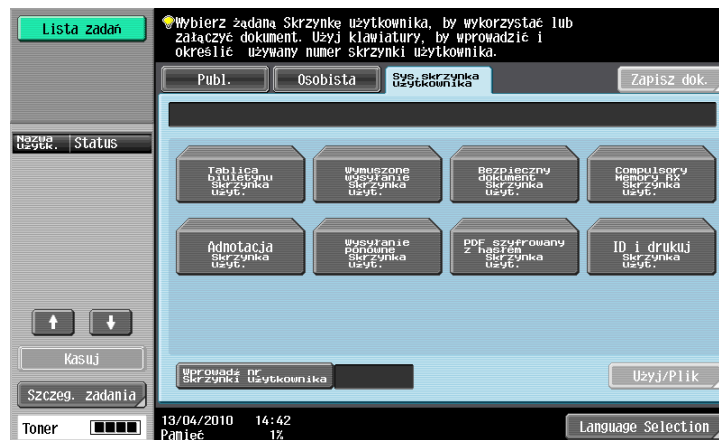 Lista zadań
Wybierz żądaną Skrzynkę użytkownika, by wykorzystać lub
załączyć dokument. Użyj klawiatury, by wprowadzić i
określić używany numer skrzynki użytkownika.
Publ.
Osobista
Sys.skrzynka
użytkownika
Zapisz dok.
Nazwa
użytk.
Status
Tablica
biuletynu
Skrzynka
użyt.
Wymuszone
wysyłanie
Skrzynka
użyt.
Bezpieczny
dokument
Skrzynka
użyt.
Compulsory
Memory RX
Skrzynka
użyt.
Adnotacja
Skrzynka
użyt.
Wysyłanie
ponowne
Skrzynka
użyt.
PDF szyfrowany
z hasłem
Skrzynka
użyt.
ID i drukuj
Skrzynka
użyt.
Kasuj
Wprowadź nr
Skrzynki użytkownika
Użyj/Plik
Szczeg. zadania
Toner
13/04/2010 14:42
Pamięć 1%
Language Selection